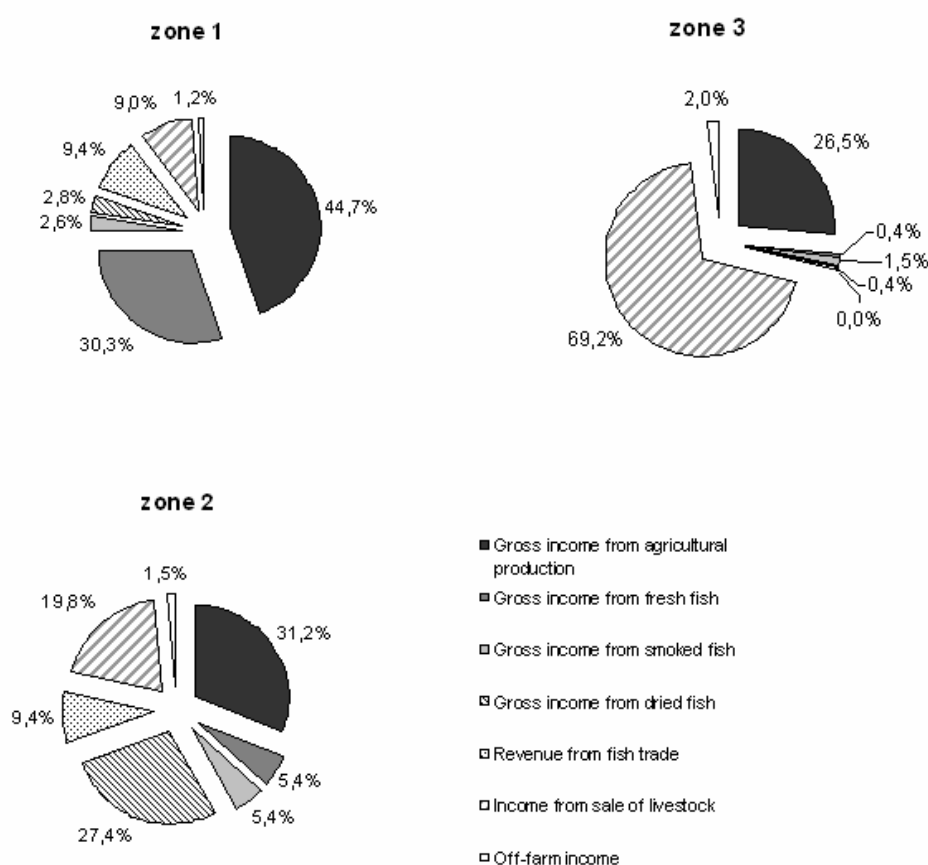 zone 1
9,0%
1,2%
9,4%
2,8%
2,6%
44,7%
30,3%
zone 3
2,0%
26,5%
0,4%
1,5%
0,4%
0,0%
69,2%
zone 2
1,5%
19,8%
31,2%
9,4%
5,4%
5,4%
27,4%
Gross income from agricultural
production
Gross income from fresh fish
Gross income from smoked fish
Gross income from dried fish
Revenue from fish trade
Income from sale of livestock
Off-farm income